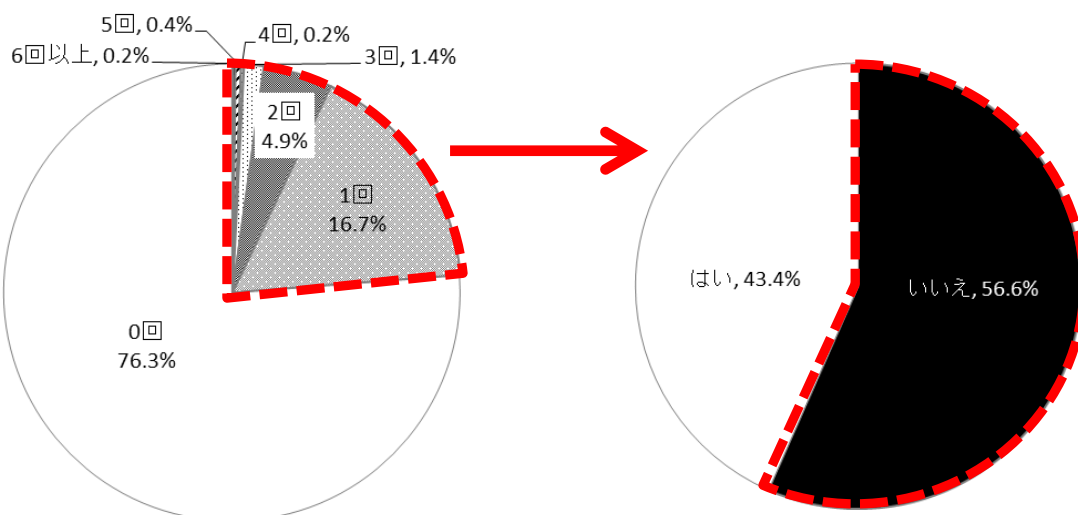 5回, 0.4%
4回, 0.2%
6回以上, 0.2%
3回, 1.4%
2回
4.9%
1回
16.7%
0回
76.3%
はい, 43.4%
いいえ, 56.6%